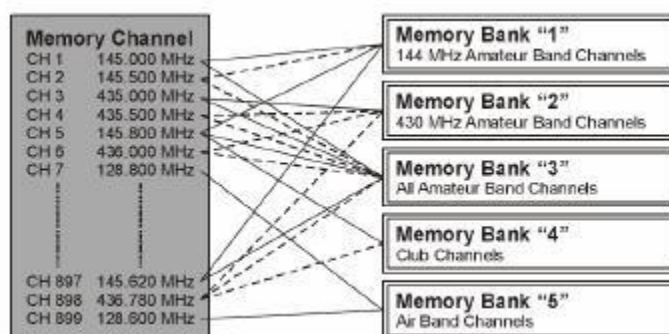 Memory Channel
CH 1 145.000 MHz
CH 2 145.500 MHz
CH 3 435.000 MHz
CH 4 435.500 MHz
CH 5 145.800 MHz
CH 6 436.000 MHz
CH 7 128.800 MHz
CH 897 145.620 MHz
CH 898 436.780 MHz
CH 899 128.600 MHz
Memory Bank “1”
144 MHz Amateur Band Channels
Memory Bank “2”
430 MHz Amateur Band Channels
Memory Bank “3”
All Amateur Band Channels
Memory Bank “4”
Club Channels
Memory Bank “5”
Air Band Channels